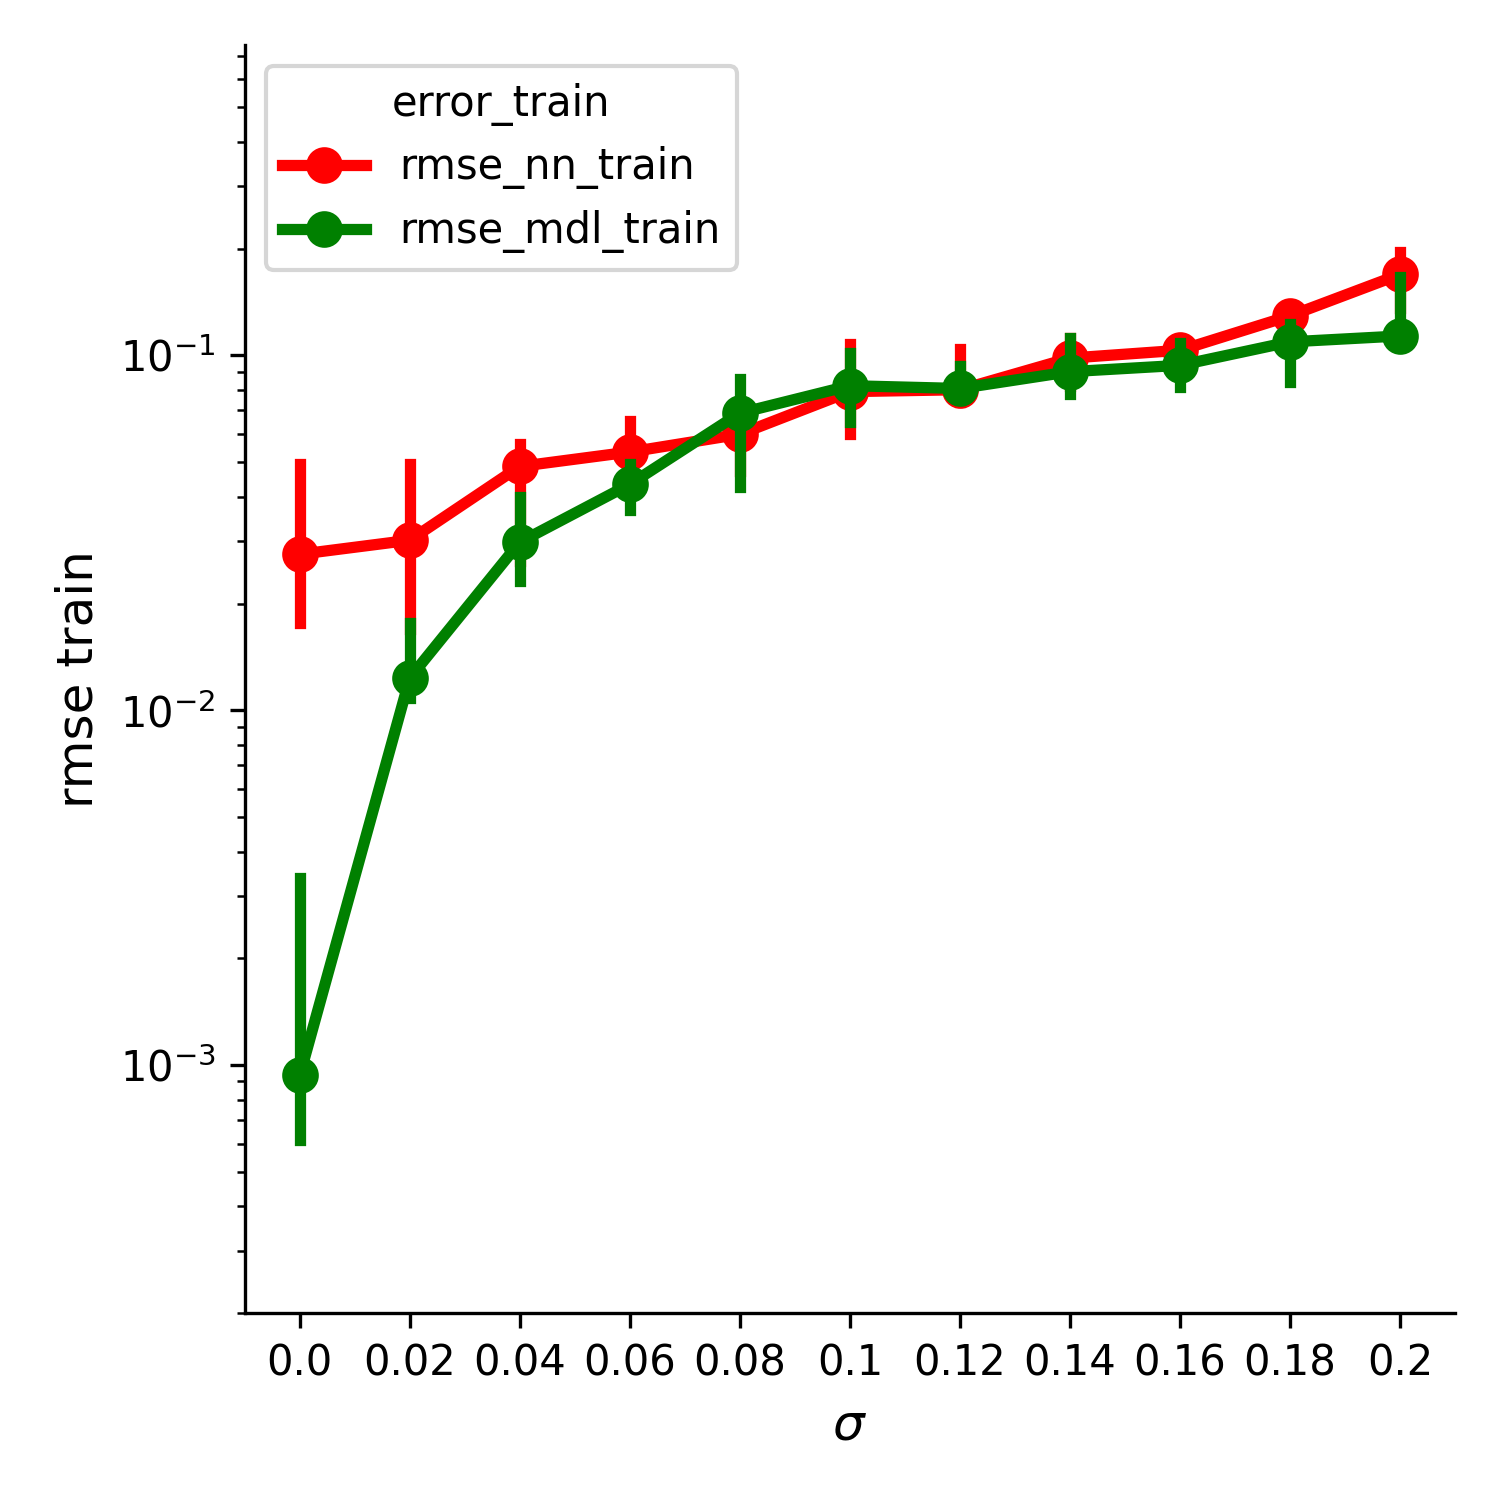 error_train
rmse_nn_train
rmse_mdl_train
10⁻¹
10⁻²
10⁻³
rmse train
0.0 0.02 0.04 0.06 0.08 0.1 0.12 0.14 0.16 0.18 0.2
σ